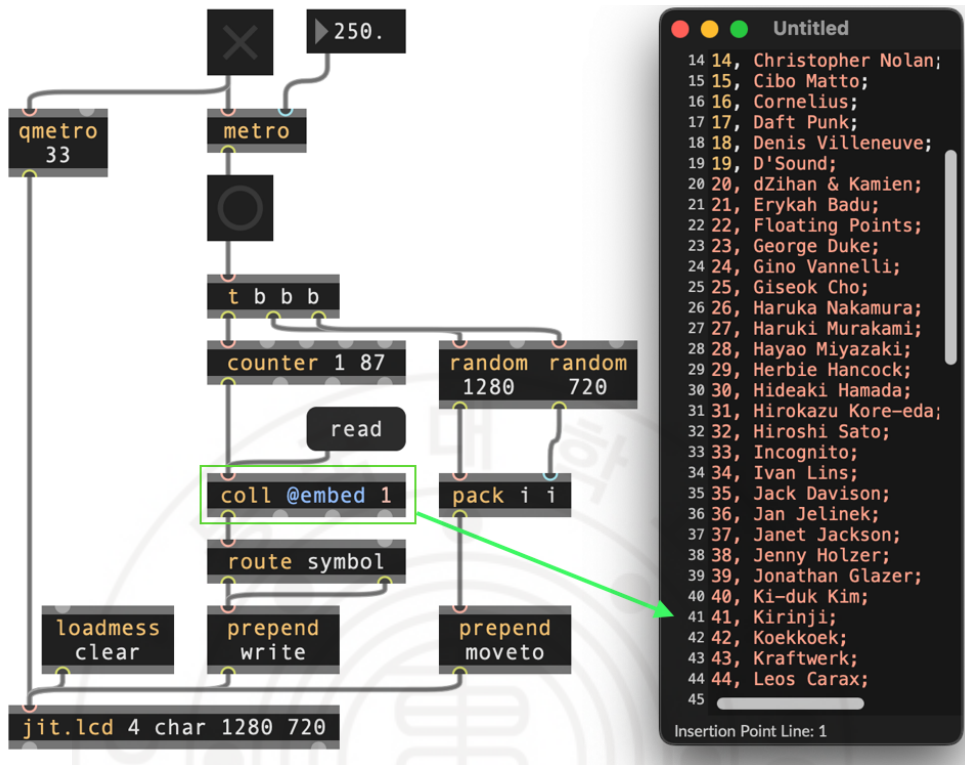 250.
qmetro
33
metro
t b b b
counter 1 87
random
1280
random
720
read
coll @embed 1
pack i i
route symbol
loadmess
clear
prepend
write
prepend
moveto
jit.lcd 4 char 1280 720
Untitled
14 14, Christopher Nolan;
15 15, Cibo Matto;
16 16, Cornelius;
17 17, Daft Punk;
18 18, Denis Villeneuve;
19 19, D'Sound;
20 20, dZihan & Kamien;
21 21, Erykah Badu;
22 22, Floating Points;
23 23, George Duke;
24 24, Gino Vannelli;
25 25, Giseok Cho;
26 26, Haruka Nakamura;
27 27, Haruki Murakami;
28 28, Hayao Miyazaki;
29 29, Herbie Hancock;
30 30, Hideaki Hamada;
31 31, Hirokazu Kore-eda;
32 32, Hiroshi Sato;
33 33, Incognito;
34 34, Ivan Lins;
35 35, Jack Davison;
36 36, Jan Jelinek;
37 37, Janet Jackson;
38 38, Jenny Holzer;
39 39, Jonathan Glazer;
40 40, Ki-duk Kim;
41 41, Kirinji;
42 42, Koekkoek;
43 43, Kraftwerk;
44 44, Leos Carax;
45
Insertion Point Line: 1